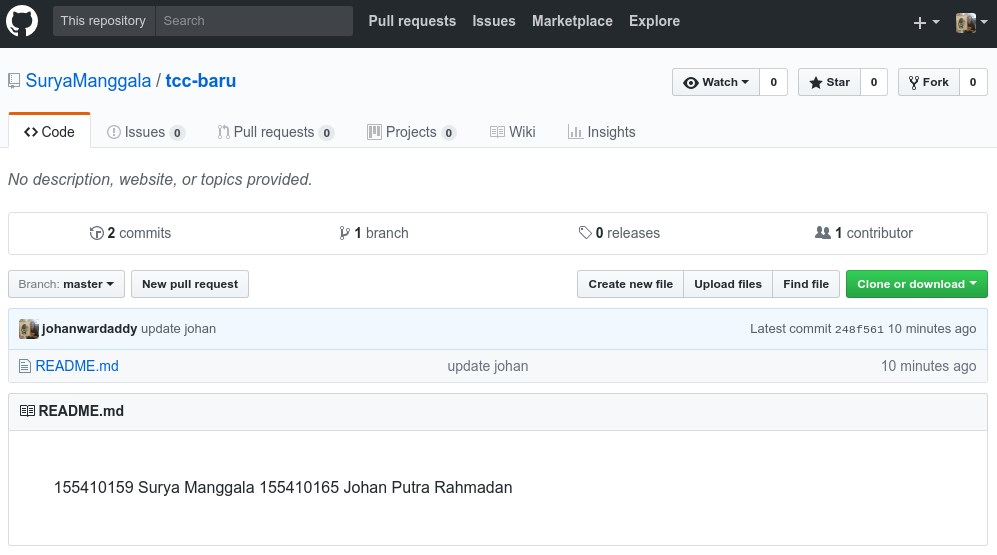 This repository Search Pull requests Issues Marketplace Explore
SuryaManggala / tcc-baru Watch 0 Star 0 Fork 0
Code Issues 0 Pull requests 0 Projects 0 Wiki Insights
No description, website, or topics provided.
2 commits 1 branch 0 releases 1 contributor
Branch: master New pull request Create new file Upload files Find file Clone or download
johanwardaddy update johan Latest commit 248f561 10 minutes ago
README.md update johan 10 minutes ago
README.md
155410159 Surya Manggala 155410165 Johan Putra Rahmadan